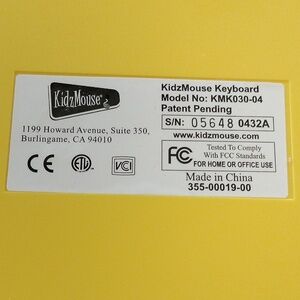 KidzMouse
1199 Howard Avenue, Suite 350,
Burlingame, CA 94010
CE
ETL
VCI
KidzMouse Keyboard
Model No: KMK030-04
Patent Pending
S/N: 05648 0432A
www.kidzmouse.com
FC
Tested To Comply
With FCC Standards
FOR HOME OR OFFICE USE
Made in China
355-00019-00